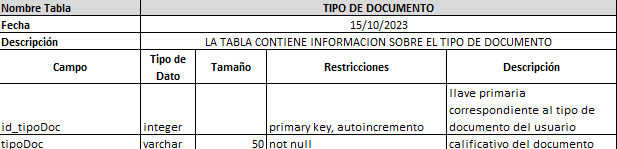 Nombre Tabla TIPO DE DOCUMENTO
Fecha 15/10/2023
Descripción LA TABLA CONTIENE INFORMACION SOBRE EL TIPO DE DOCUMENTO
Campo Tipo de Dato Tamaño Restricciones Descripción
id_tipoDoc integer primary key, autoincremento llave primaria correspondiente al tipo de documento del usuario
tipoDoc varchar 50 not null calificativo del documento